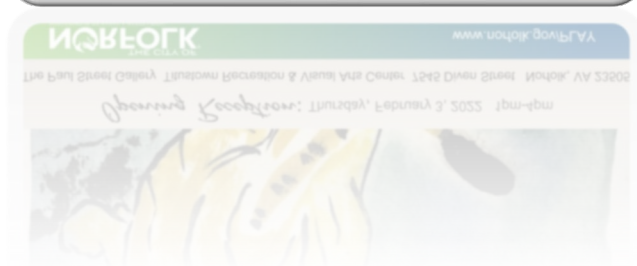 Opening Reception: Thursday, February 3, 2022 1pm-4pm
The Paul Street Gallery Titustown Recreation & Visual Arts Center 7545 Diven Street Norfolk, VA 23505
THE CITY OF
NORFOLK www.norfolk.gov/PLAY